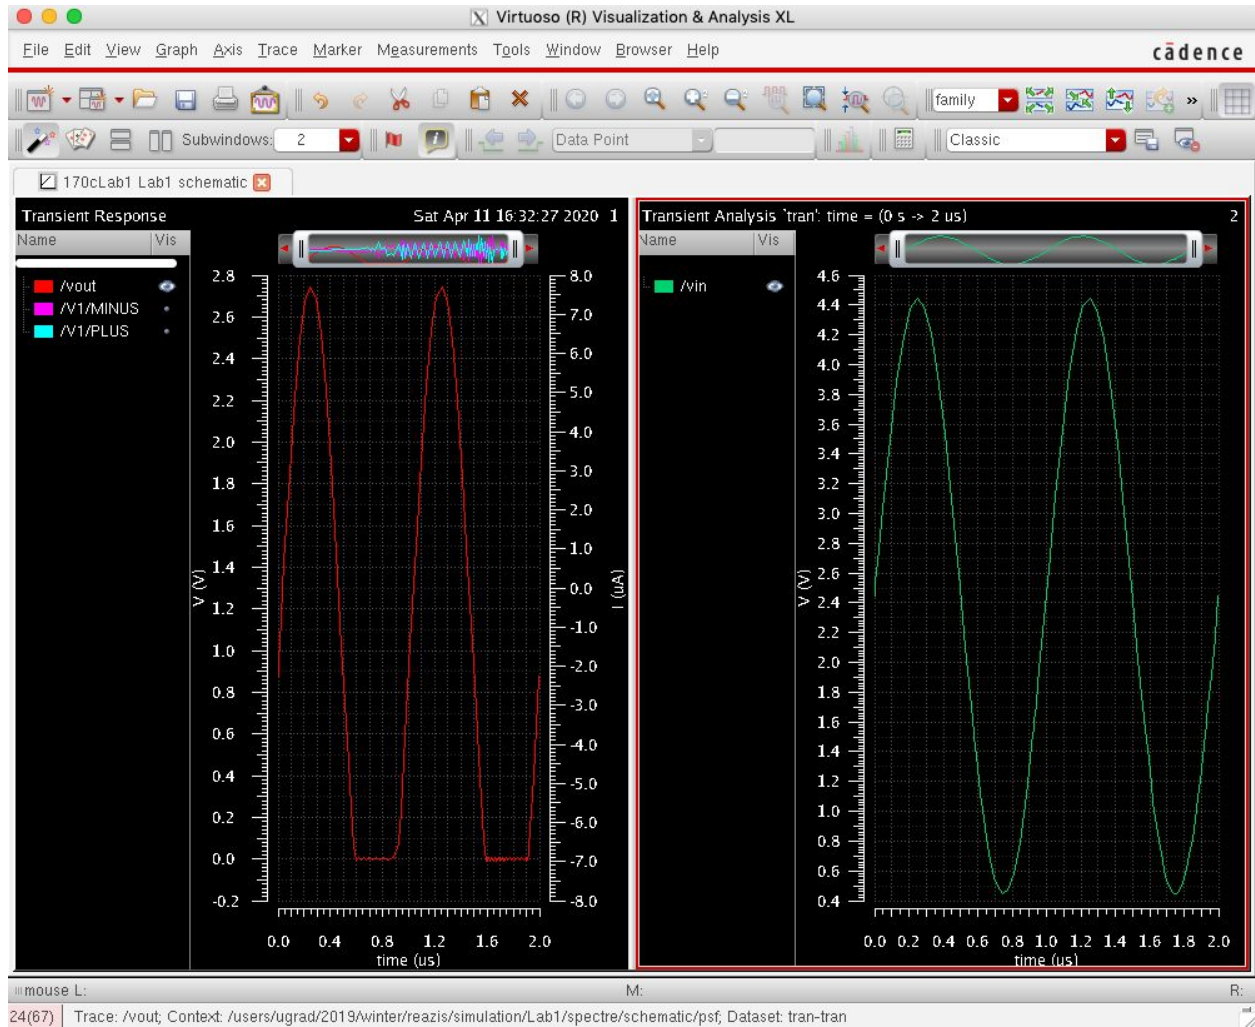 Virtuoso (R) Visualization & Analysis XL
File Edit View Graph Axis Trace Marker Measurements Tools Window Browser Help
cādence
family
»
Subwindows: 2
Data Point
Classic
170cLab1 Lab1 schematic
Transient Response
Sat Apr 11 16:32:27 2020 1
Name Vis
/vout
/V1/MINUS
/V1/PLUS
2.8
2.6
2.4
2.2
2.0
1.8
1.6
1.4
1.2
1.0
0.8
0.6
0.4
0.2
0.0
-0.2
V (V)
8.0
7.0
6.0
5.0
4.0
3.0
2.0
1.0
0.0
-1.0
-2.0
-3.0
-4.0
-5.0
-6.0
-7.0
-8.0
I (uA)
0.0 0.4 0.8 1.2 1.6 2.0
time (us)
Transient Analysis `tran': time = (0 s -> 2 us)
2
Name Vis
/vin
4.6
4.4
4.2
4.0
3.8
3.6
3.4
3.2
3.0
2.8
2.6
2.4
2.2
2.0
1.8
1.6
1.4
1.2
1.0
0.8
0.6
0.4
V (V)
0.0 0.2 0.4 0.6 0.8 1.0 1.2 1.4 1.6 1.8 2.0
time (us)
mouse L: M: R:
24(67) Trace: /vout; Context: /users/ugrad/2019/winter/reazis/simulation/Lab1/spectre/schematic/psf; Dataset: tran-tran